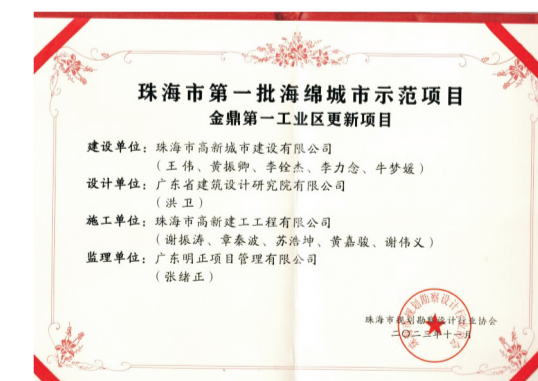 珠海市第一批海绵城市示范项目
金鼎第一工业区更新项目
建设单位：珠海市高新城市建设有限公司
（王伟、黄振卿、李铨杰、李力念、牛梦媛）
设计单位：广东省建筑设计研究院有限公司
（洪卫）
施工单位：珠海市高新建工工程有限公司
（谢振涛、章秦波、苏浩坤、黄嘉骏、谢伟义）
监理单位：广东明正项目管理有限公司
（张绪正）
珠海市规划勘察设计行业协会
二〇二三年十一月